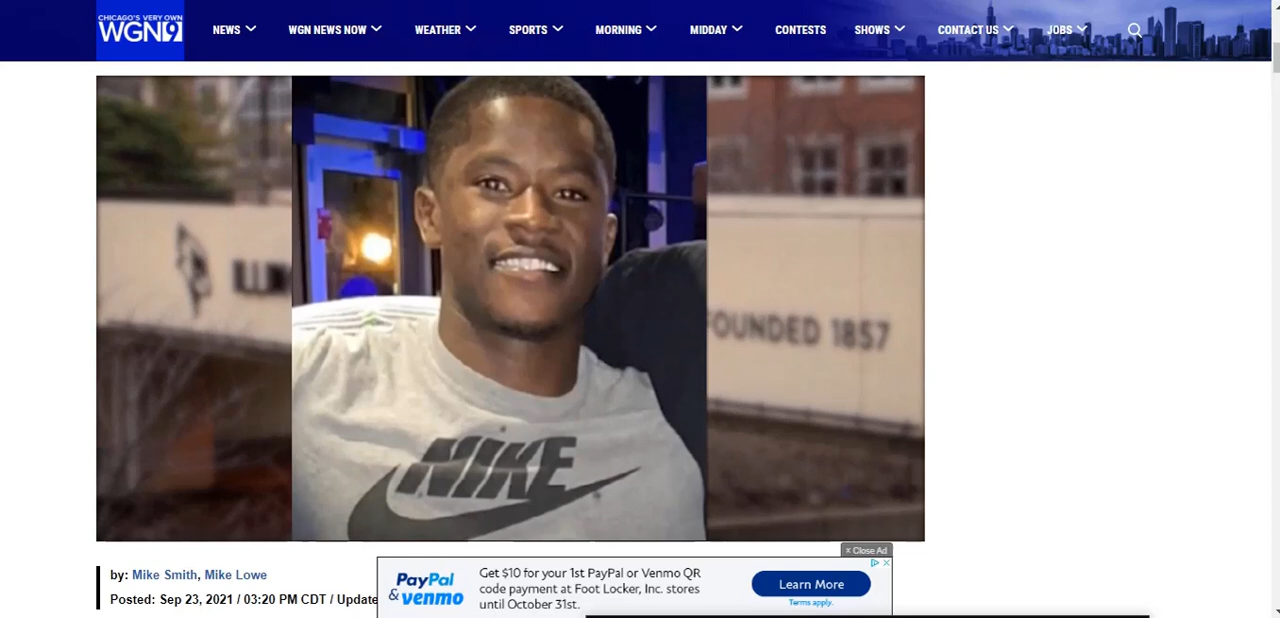 CHICAGO'S VERY OWN
WGN9
NEWS
WGN NEWS NOW
WEATHER
SPORTS
MORNING
MIDDAY
CONTESTS
SHOWS
CONTACT US
JOBS
FOUNDED 1857
NIKE
x Close Ad
by: Mike Smith, Mike Lowe
Posted: Sep 23, 2021 / 03:20 PM CDT / Update
PayPal
& venmo
Get $10 for your 1st PayPal or Venmo QR
code payment at Foot Locker, Inc. stores
until October 31st.
Learn More
Terms apply.